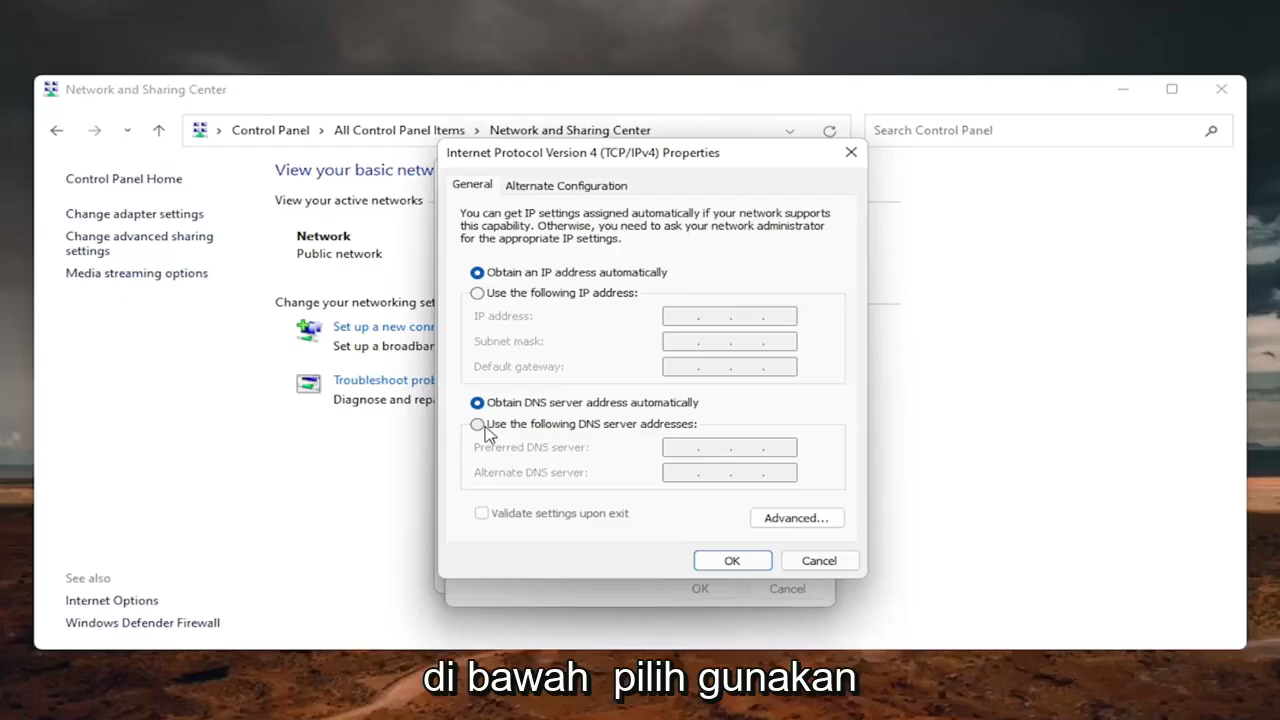 Network and Sharing Center
Control Panel > All Control Panel Items > Network and Sharing Center
Search Control Panel
Control Panel Home
Change adapter settings
Change advanced sharing
settings
Media streaming options
See also
Internet Options
Windows Defender Firewall
View your basic netw
View your active networks
Network
Public network
Change your networking set
Set up a new conn
Set up a broadban
Troubleshoot prob
Diagnose and repa
Internet Protocol Version 4 (TCP/IPv4) Properties
General
Alternate Configuration
You can get IP settings assigned automatically if your network supports
this capability. Otherwise, you need to ask your network administrator
for the appropriate IP settings.
Obtain an IP address automatically
Use the following IP address:
IP address:
Subnet mask:
Default gateway:
Obtain DNS server address automatically
Use the following DNS server addresses:
Preferred DNS server:
Alternate DNS server:
Validate settings upon exit
Advanced...
OK Cancel
OK Cancel
di bawah pilih gunakan